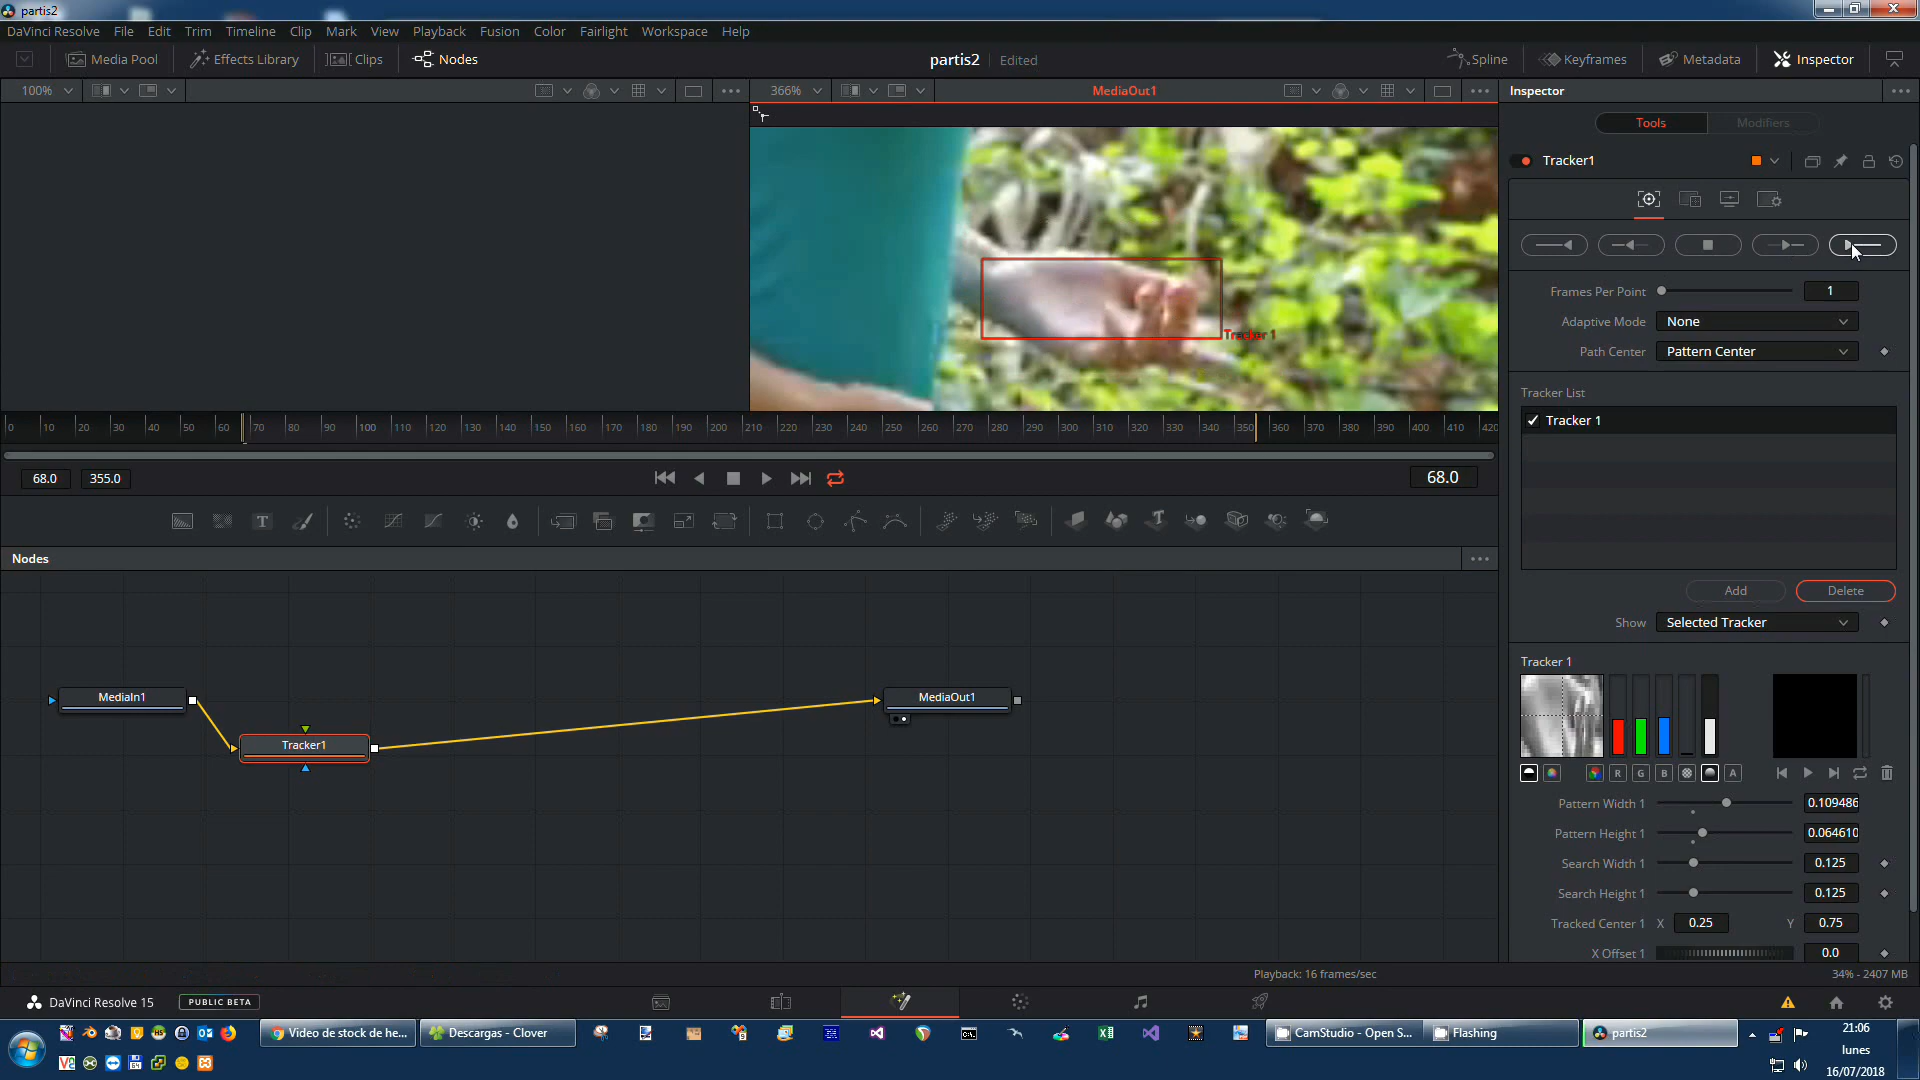 partis2
DaVinci Resolve File Edit Trim Timeline Clip Mark View Playback Fusion Color Fairlight Workspace Help
Media Pool Effects Library Clips Nodes partis2 Edited Spline Keyframes Metadata Inspector
100% 366% MediaOut1 Inspector
Tools Modifiers
Tracker1
Frames Per Point 1
Adaptive Mode None
Tracker 1
Path Center Pattern Center
Tracker List
Tracker 1
0 10 20 30 40 50 60 70 80 90 100 110 120 130 140 150 160 170 180 190 200 210 220 230 240 250 260 270 280 290 300 310 320 330 340 350 360 370 380 390 400 410 420
68.0 355.0 68.0
Nodes
Add Delete
Show Selected Tracker
Tracker 1
MediaIn1 MediaOut1
Tracker1
R G B A
Pattern Width 1 0.109486
Pattern Height 1 0.064610
Search Width 1 0.125
Search Height 1 0.125
Tracked Center 1 X 0.25 Y 0.75
X Offset 1 0.0
Playback: 16 frames/sec 34% - 2407 MB
DaVinci Resolve 15 PUBLIC BETA
Video de stock de he... Descargas - Clover CamStudio - Open S... Flashing partis2
21:06
lunes
16/07/2018